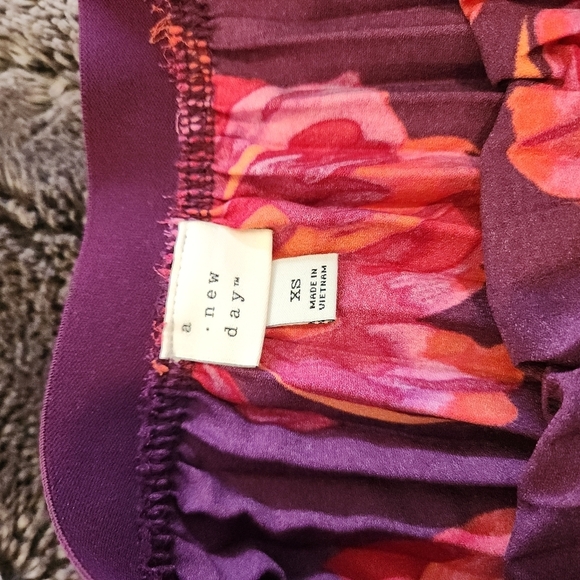 a
· new
day™
XS
MADE IN
VIETNAM